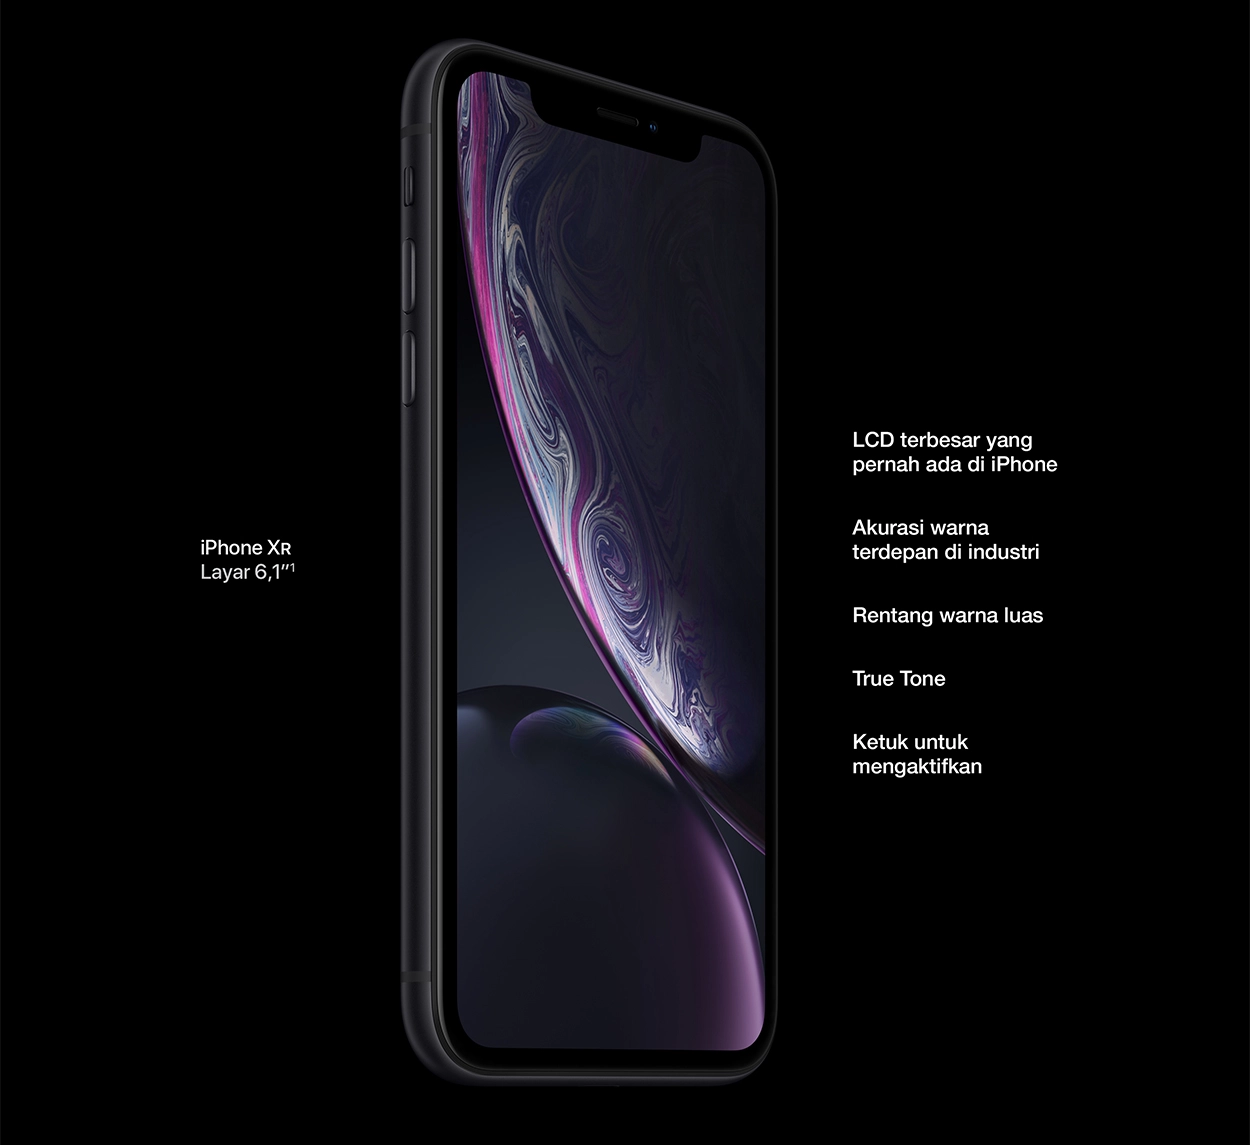 iPhone XR
Layar 6,1″¹
LCD terbesar yang
pernah ada di iPhone
Akurasi warna
terdepan di industri
Rentang warna luas
True Tone
Ketuk untuk
mengaktifkan